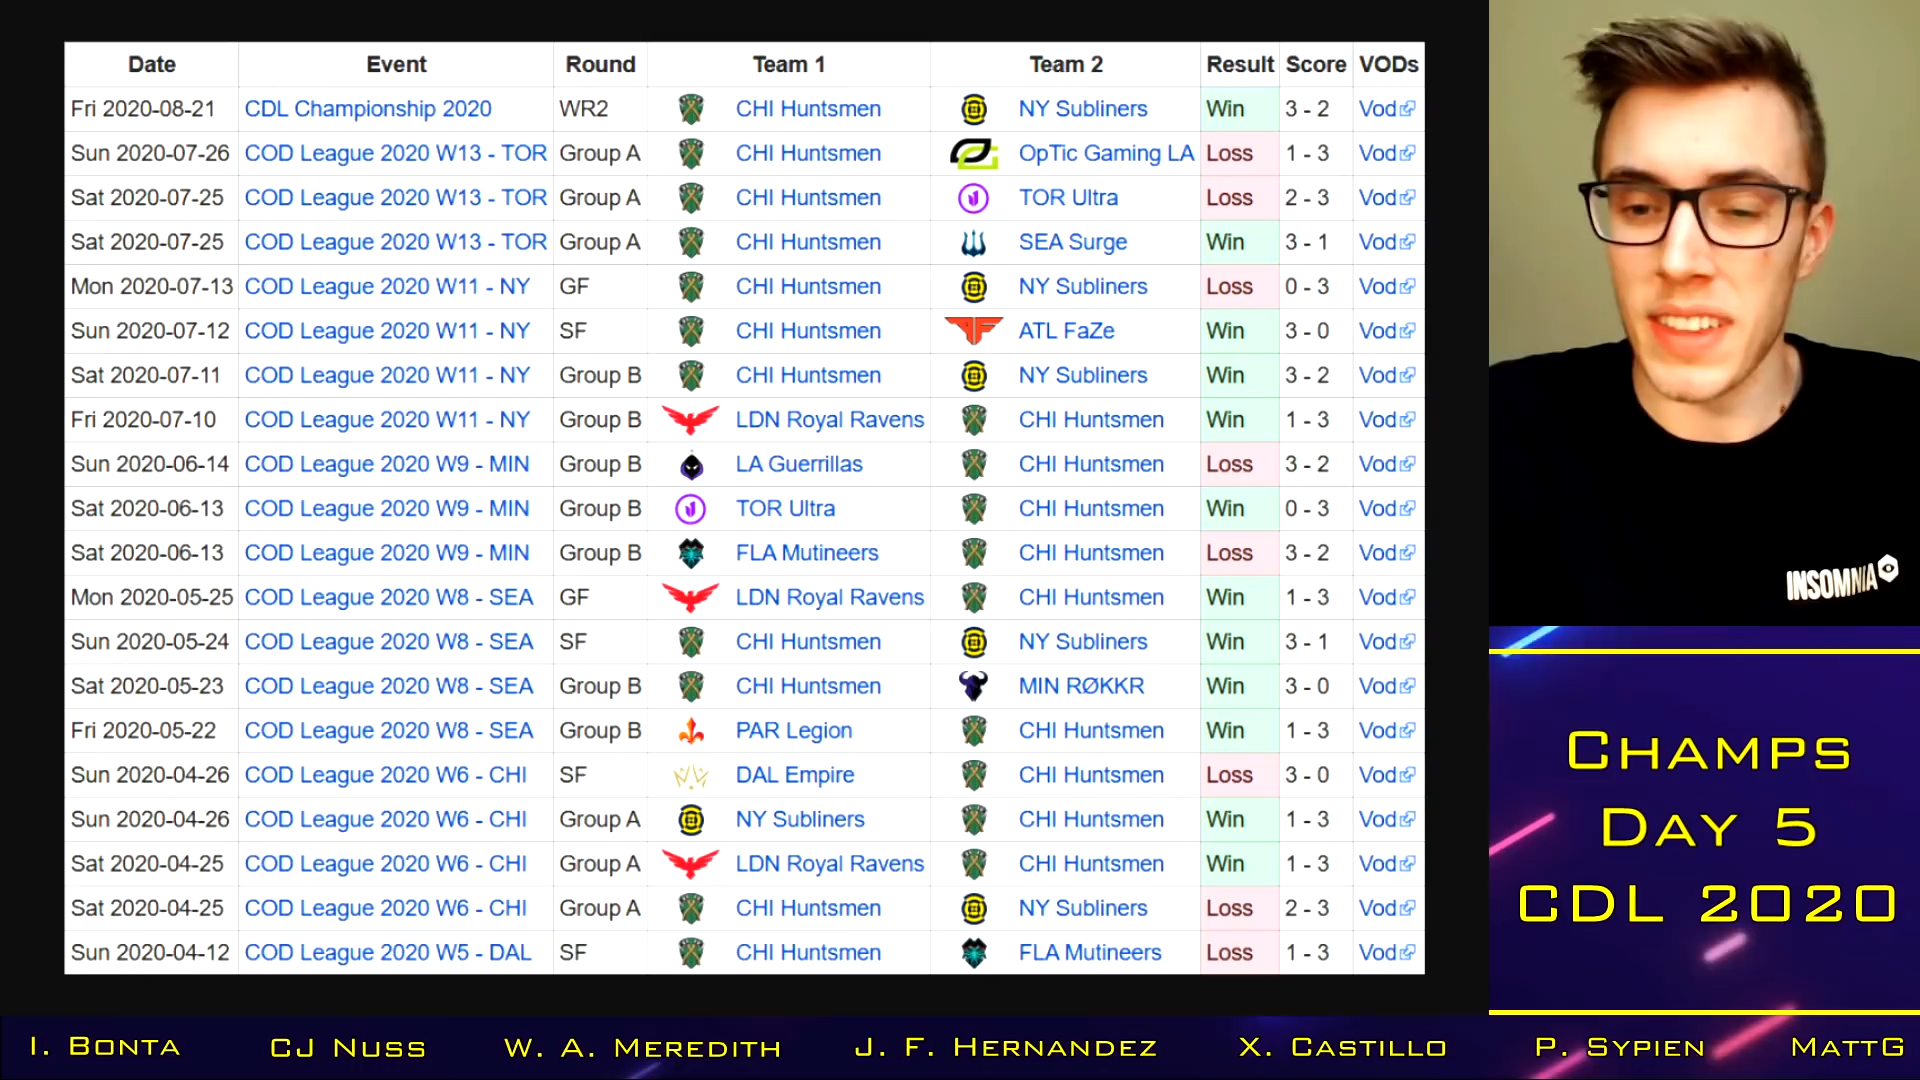 Date Event Round Team 1 Team 2 Result Score VODs
Fri 2020-08-21 CDL Championship 2020 WR2 CHI Huntsmen NY Subliners Win 3 - 2 Vod
Sun 2020-07-26 COD League 2020 W13 - TOR Group A CHI Huntsmen OpTic Gaming LA Loss 1 - 3 Vod
Sat 2020-07-25 COD League 2020 W13 - TOR Group A CHI Huntsmen TOR Ultra Loss 2 - 3 Vod
Sat 2020-07-25 COD League 2020 W13 - TOR Group A CHI Huntsmen SEA Surge Win 3 - 1 Vod
Mon 2020-07-13 COD League 2020 W11 - NY GF CHI Huntsmen NY Subliners Loss 0 - 3 Vod
Sun 2020-07-12 COD League 2020 W11 - NY SF CHI Huntsmen ATL FaZe Win 3 - 0 Vod
Sat 2020-07-11 COD League 2020 W11 - NY Group B CHI Huntsmen NY Subliners Win 3 - 2 Vod
Fri 2020-07-10 COD League 2020 W11 - NY Group B LDN Royal Ravens CHI Huntsmen Win 1 - 3 Vod
Sun 2020-06-14 COD League 2020 W9 - MIN Group B LA Guerrillas CHI Huntsmen Loss 3 - 2 Vod
Sat 2020-06-13 COD League 2020 W9 - MIN Group B TOR Ultra CHI Huntsmen Win 0 - 3 Vod
Sat 2020-06-13 COD League 2020 W9 - MIN Group B FLA Mutineers CHI Huntsmen Loss 3 - 2 Vod
Mon 2020-05-25 COD League 2020 W8 - SEA GF LDN Royal Ravens CHI Huntsmen Win 1 - 3 Vod
Sun 2020-05-24 COD League 2020 W8 - SEA SF CHI Huntsmen NY Subliners Win 3 - 1 Vod
Sat 2020-05-23 COD League 2020 W8 - SEA Group B CHI Huntsmen MIN RØKKR Win 3 - 0 Vod
Fri 2020-05-22 COD League 2020 W8 - SEA Group B PAR Legion CHI Huntsmen Win 1 - 3 Vod
Sun 2020-04-26 COD League 2020 W6 - CHI SF DAL Empire CHI Huntsmen Loss 3 - 0 Vod
Sun 2020-04-26 COD League 2020 W6 - CHI Group A NY Subliners CHI Huntsmen Win 1 - 3 Vod
Sat 2020-04-25 COD League 2020 W6 - CHI Group A LDN Royal Ravens CHI Huntsmen Win 1 - 3 Vod
Sat 2020-04-25 COD League 2020 W6 - CHI Group A CHI Huntsmen NY Subliners Loss 2 - 3 Vod
Sun 2020-04-12 COD League 2020 W5 - DAL SF CHI Huntsmen FLA Mutineers Loss 1 - 3 Vod
INSOMNIA
CHAMPS
DAY 5
CDL 2020
I. BONTA CJ NUSS W. A. MEREDITH J. F. HERNANDEZ X. CASTILLO P. SYPIEN MATTG